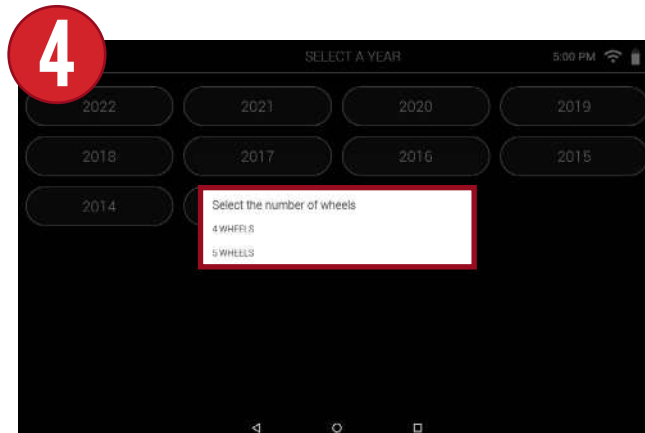 4
SELECT A YEAR
5:00 PM
2022
2021
2020
2019
2018
2017
2016
2015
2014
Select the number of wheels
4 WHEELS
5 WHEELS